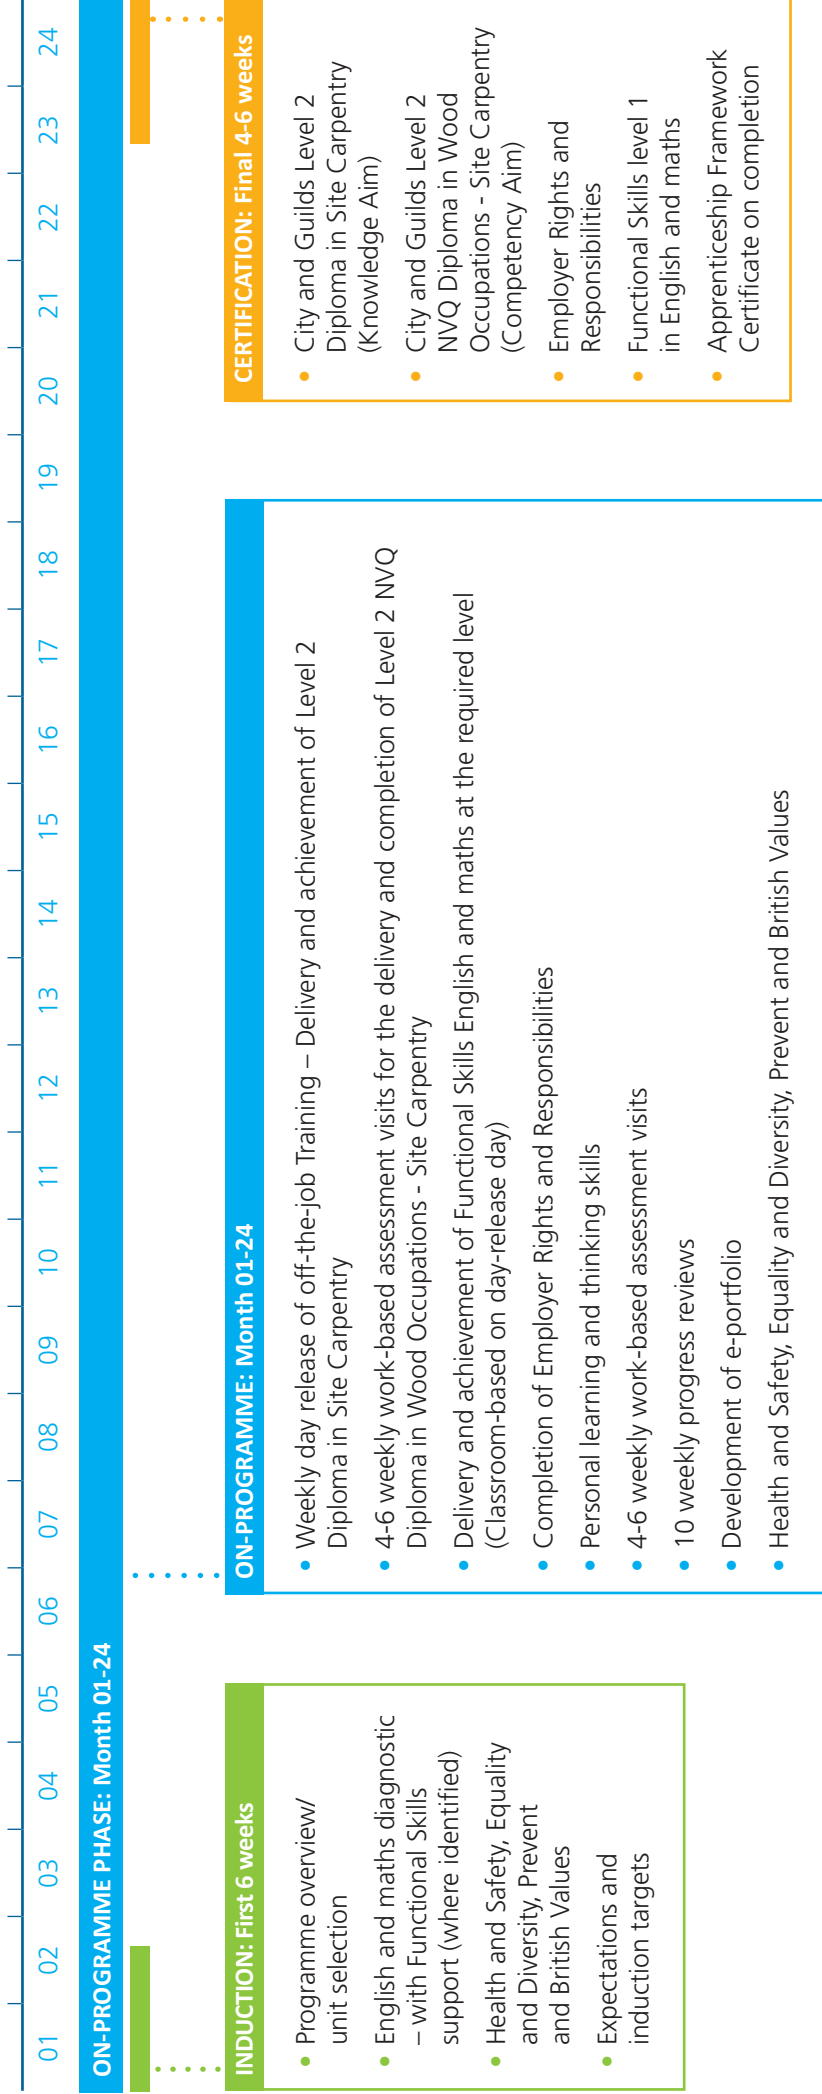 01 02 03 04 05 06 07 08 09 10 11 12 13 14 15 16 17 18 19 20 21 22 23 24
ON-PROGRAMME PHASE: Month 01-24
INDUCTION: First 6 weeks
• Programme overview/
unit selection
• English and maths diagnostic
– with Functional Skills
support (where identified)
• Health and Safety, Equality
and Diversity, Prevent
and British Values
• Expectations and
induction targets
ON-PROGRAMME: Month 01-24
• Weekly day release of off-the-job Training – Delivery and achievement of Level 2
Diploma in Site Carpentry
• 4-6 weekly work-based assessment visits for the delivery and completion of Level 2 NVQ
Diploma in Wood Occupations - Site Carpentry
• Delivery and achievement of Functional Skills English and maths at the required level
(Classroom-based on day-release day)
• Completion of Employer Rights and Responsibilities
• Personal learning and thinking skills
• 4-6 weekly work-based assessment visits
• 10 weekly progress reviews
• Development of e-portfolio
• Health and Safety, Equality and Diversity, Prevent and British Values
CERTIFICATION: Final 4-6 weeks
• City and Guilds Level 2
Diploma in Site Carpentry
(Knowledge Aim)
• City and Guilds Level 2
NVQ Diploma in Wood
Occupations - Site Carpentry
(Competency Aim)
• Employer Rights and
Responsibilities
• Functional Skills level 1
in English and maths
• Apprenticeship Framework
Certificate on completion